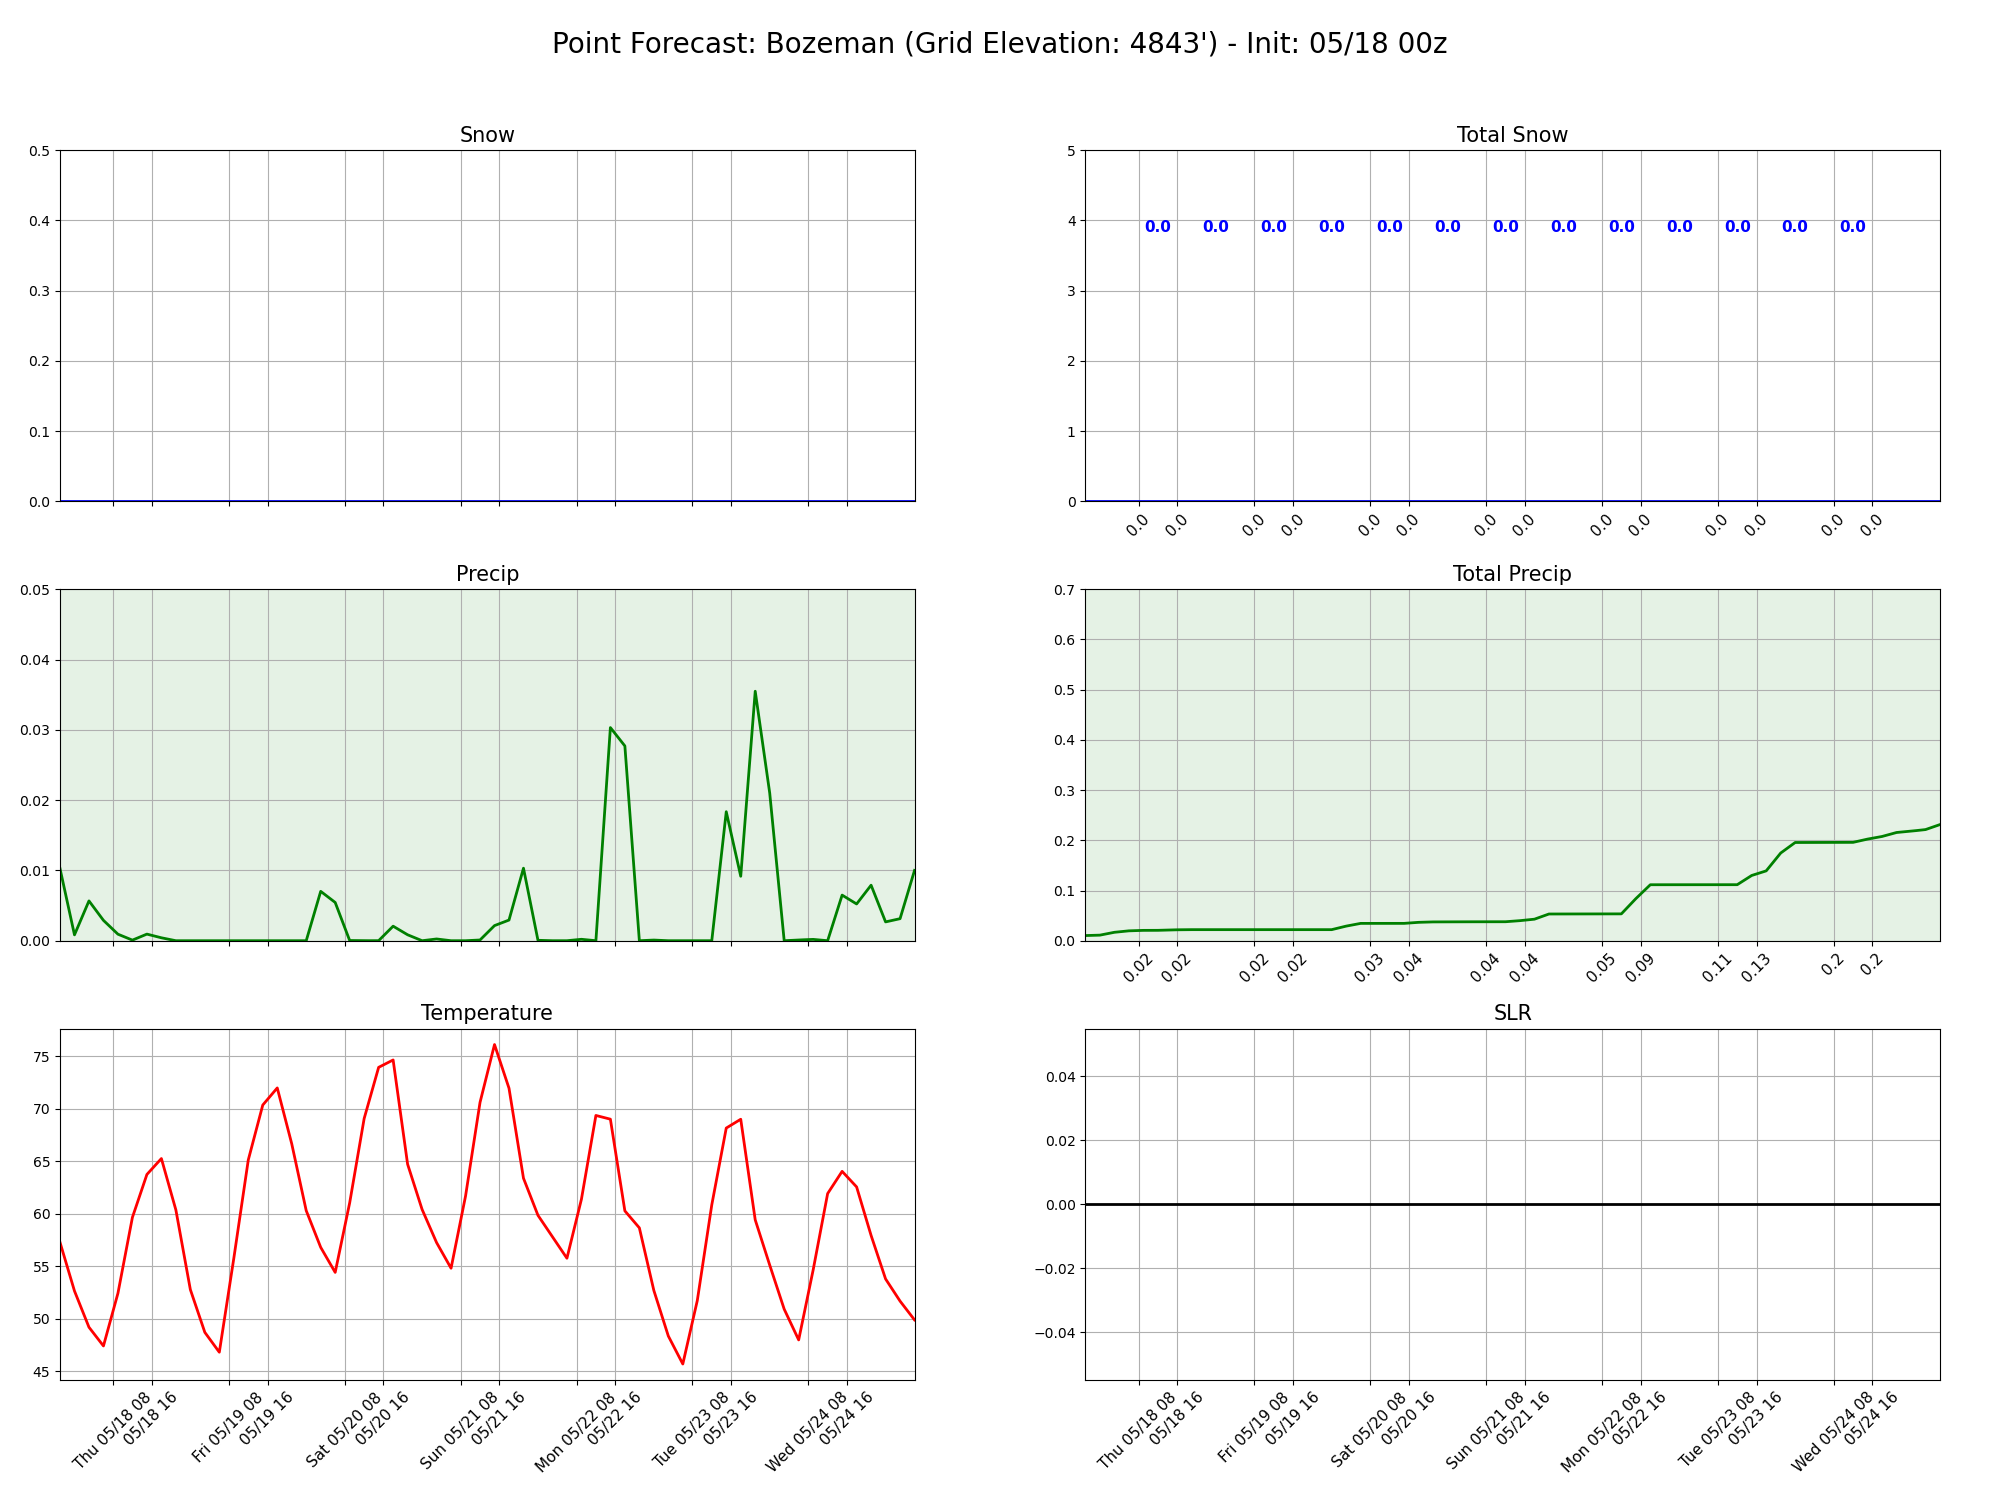 Point Forecast: Bozeman (Grid Elevation: 4843') - Init: 05/18 00z
Snow
0.5
0.4
0.3
0.2
0.1
0.0
Total Snow
5
4
3
2
1
0
0.0 0.0 0.0 0.0 0.0 0.0 0.0 0.0 0.0 0.0 0.0 0.0 0.0
0.0 0.0 0.0 0.0 0.0 0.0 0.0 0.0 0.0 0.0 0.0 0.0 0.0 0.0
Precip
0.05
0.04
0.03
0.02
0.01
0.00
Total Precip
0.7
0.6
0.5
0.4
0.3
0.2
0.1
0.0
0.02 0.02 0.02 0.02 0.03 0.04 0.04 0.04 0.05 0.09 0.11 0.13 0.2 0.2
Temperature
75
70
65
60
55
50
45
Thu 05/18 08
05/18 16
Fri 05/19 08
05/19 16
Sat 05/20 08
05/20 16
Sun 05/21 08
05/21 16
Mon 05/22 08
05/22 16
Tue 05/23 08
05/23 16
Wed 05/24 08
05/24 16
SLR
0.04
0.02
0.00
−0.02
−0.04
Thu 05/18 08
05/18 16
Fri 05/19 08
05/19 16
Sat 05/20 08
05/20 16
Sun 05/21 08
05/21 16
Mon 05/22 08
05/22 16
Tue 05/23 08
05/23 16
Wed 05/24 08
05/24 16